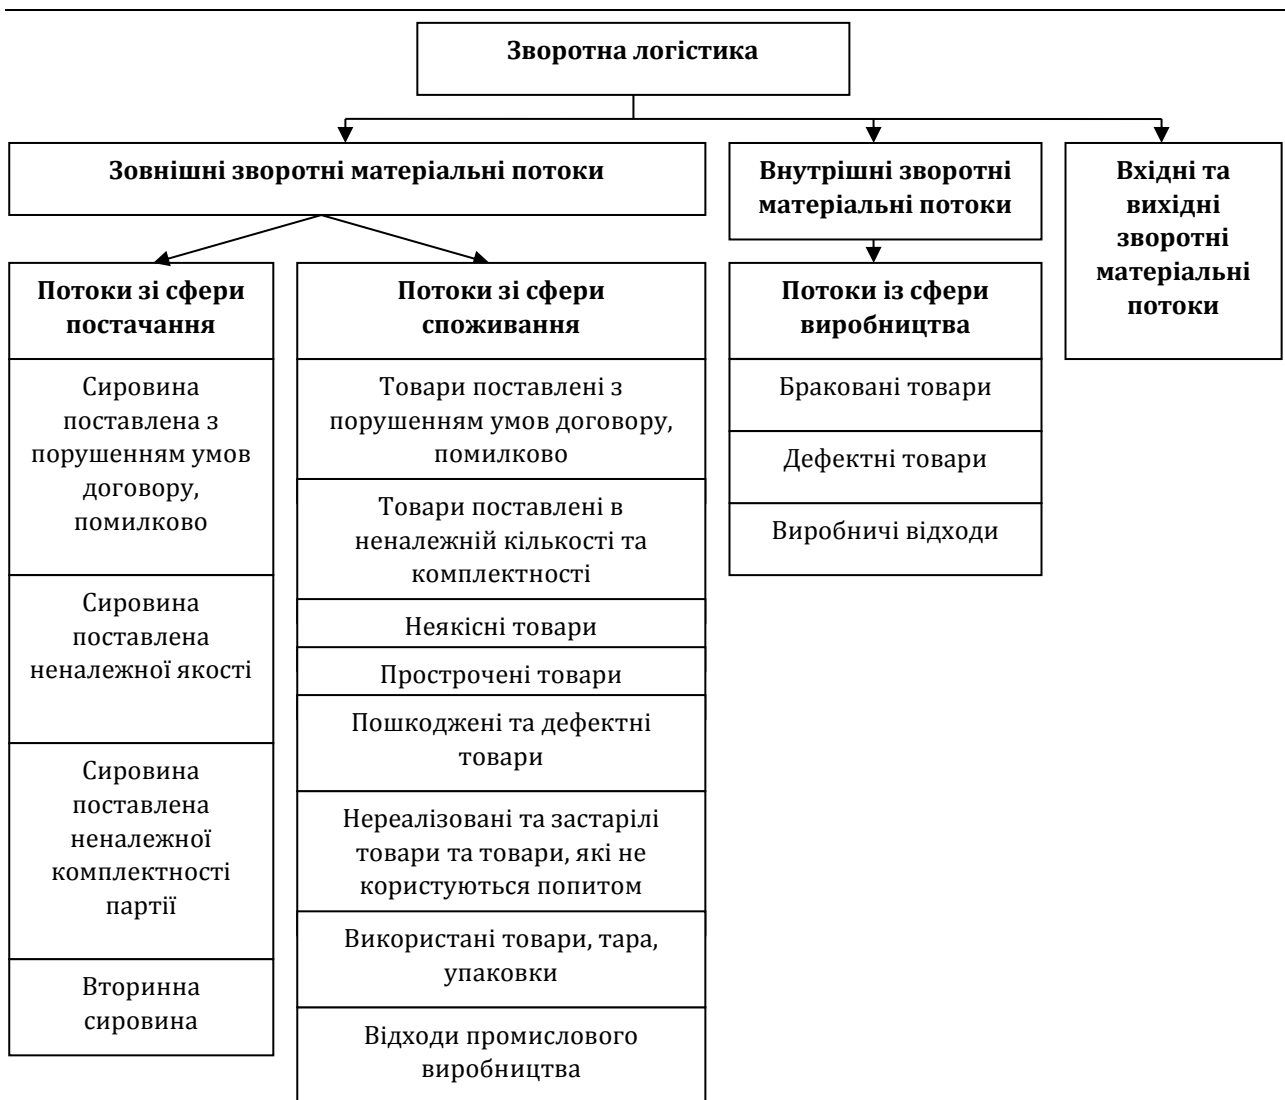 Зворотна логістика
Зовнішні зворотні матеріальні потоки
Внутрішні зворотні
матеріальні потоки
Вхідні та
вихідні
зворотні
матеріальні
потоки
Потоки зі сфери
постачання
Сировина
поставлена з
порушенням умов
договору,
помилково
Сировина
поставлена
неналежної якості
Сировина
поставлена
неналежної
комплектності
партії
Вторинна
сировина
Потоки зі сфери
споживання
Товари поставлені з
порушенням умов договору,
помилково
Товари поставлені в
неналежній кількості та
комплектності
Неякісні товари
Прострочені товари
Пошкоджені та дефектні
товари
Нереалізовані та застарілі
товари та товари, які не
користуються попитом
Використані товари, тара,
упаковки
Відходи промислового
виробництва
Потоки із сфери
виробництва
Браковані товари
Дефектні товари
Виробничі відходи